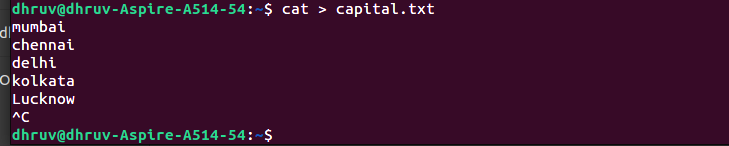 dhruv@dhruv-Aspire-A514-54:~$ cat > capital.txt
mumbai
chennai
delhi
kolkata
Lucknow
^C
dhruv@dhruv-Aspire-A514-54:~$